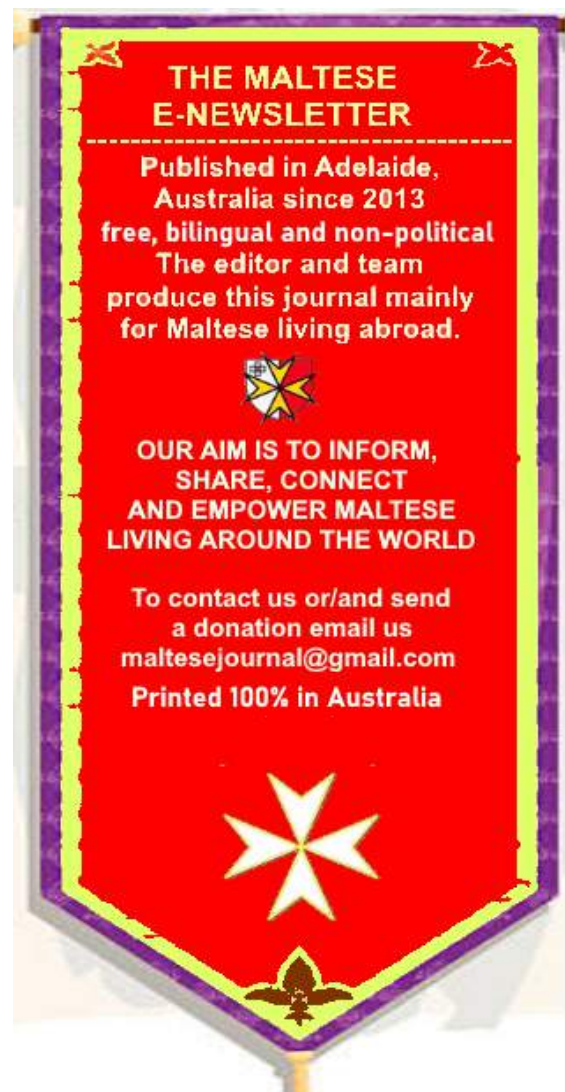 THE MALTESE
E-NEWSLETTER
Published in Adelaide,
Australia since 2013
free, bilingual and non-political
The editor and team
produce this journal mainly
for Maltese living abroad.
OUR AIM IS TO INFORM,
SHARE, CONNECT
AND EMPOWER MALTESE
LIVING AROUND THE WORLD
To contact us or/and send
a donation email us
maltesejournal@gmail.com
Printed 100% in Australia